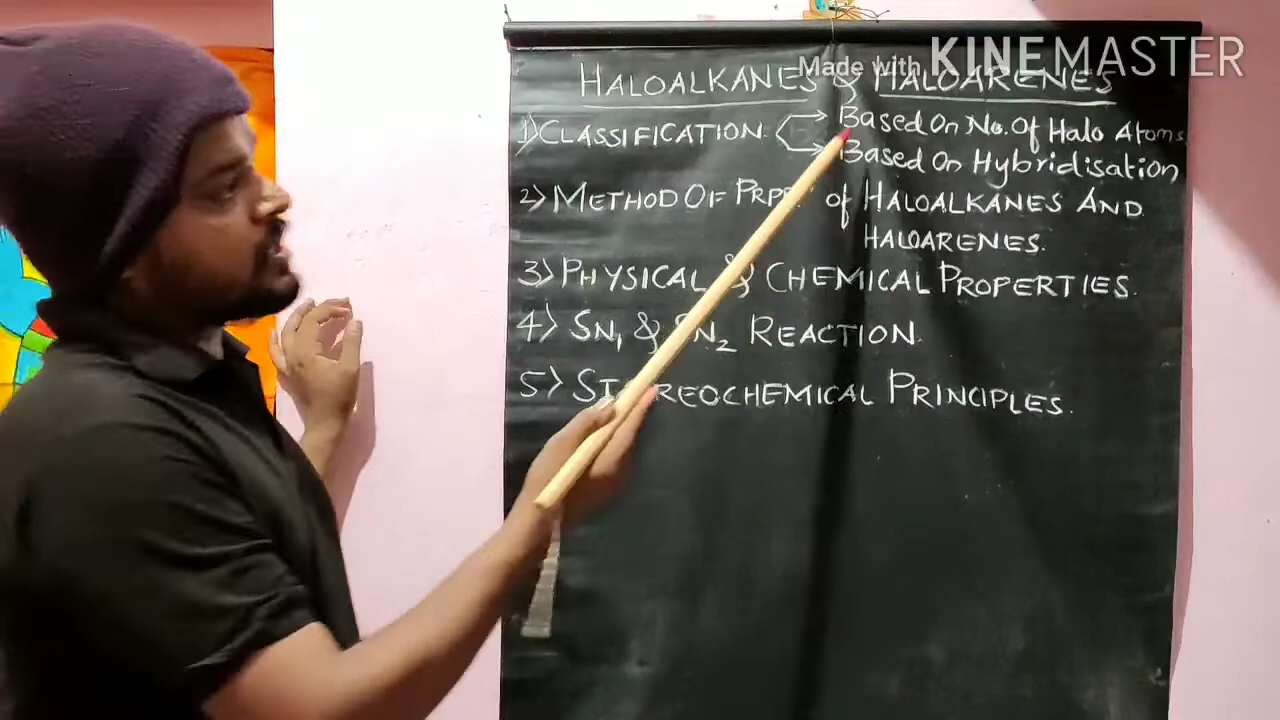 Made with KINEMASTER
HALOALKANES & HALOARENES
1) CLASSIFICATION. → Based On No. Of Halo Atoms
→ Based On Hybridisation
2) METHOD OF PRP of HALOALKANES AND
HALOARENES.
3) PHYSICAL & CHEMICAL PROPERTIES.
4) SN1 & SN2 REACTION.
5) STEREOCHEMICAL PRINCIPLES.